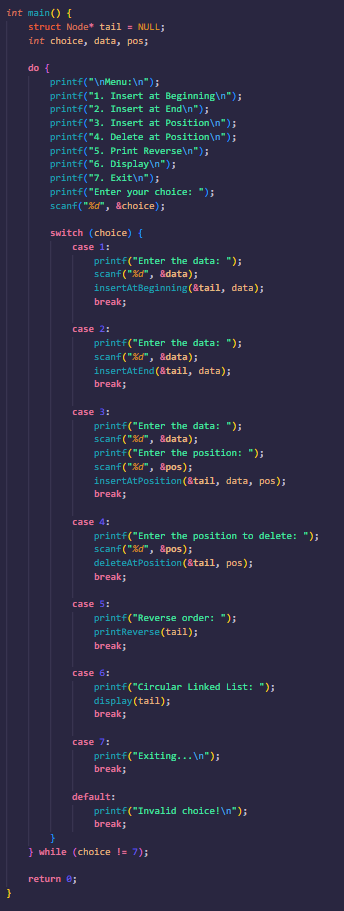 int main() {
    struct Node* tail = NULL;
    int choice, data, pos;

    do {
        printf("\nMenu:\n");
        printf("1. Insert at Beginning\n");
        printf("2. Insert at End\n");
        printf("3. Insert at Position\n");
        printf("4. Delete at Position\n");
        printf("5. Print Reverse\n");
        printf("6. Display\n");
        printf("7. Exit\n");
        printf("Enter your choice: ");
        scanf("%d", &choice);

        switch (choice) {
            case 1:
                printf("Enter the data: ");
                scanf("%d", &data);
                insertAtBeginning(&tail, data);
                break;

            case 2:
                printf("Enter the data: ");
                scanf("%d", &data);
                insertAtEnd(&tail, data);
                break;

            case 3:
                printf("Enter the data: ");
                scanf("%d", &data);
                printf("Enter the position: ");
                scanf("%d", &pos);
                insertAtPosition(&tail, data, pos);
                break;

            case 4:
                printf("Enter the position to delete: ");
                scanf("%d", &pos);
                deleteAtPosition(&tail, pos);
                break;

            case 5:
                printf("Reverse order: ");
                printReverse(tail);
                break;

            case 6:
                printf("Circular Linked List: ");
                display(tail);
                break;

            case 7:
                printf("Exiting...\n");
                break;

            default:
                printf("Invalid choice!\n");
                break;
        }
    } while (choice != 7);

    return 0;
}